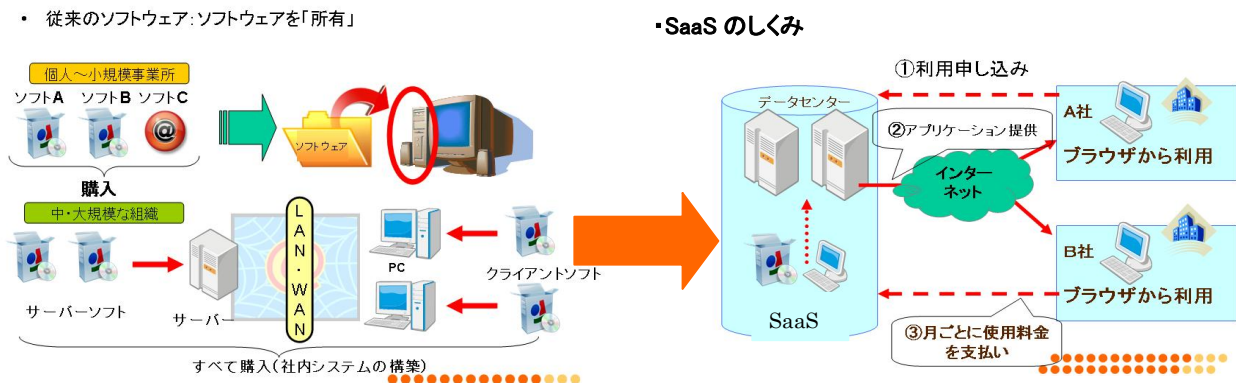 ・ 従来のソフトウェア：ソフトウェアを「所有」
個人～小規模事業所
ソフトA ソフトB ソフトC
@
ソフトウェア
購入
中・大規模な組織
LAN・WAN
PC
サーバーソフト
サーバー
クライアントソフト
すべて購入（社内システムの構築）
・SaaS のしくみ
①利用申し込み
データセンター
②アプリケーション提供
A社
ブラウザから利用
インター
ネット
B社
ブラウザから利用
SaaS
③月ごとに使用料金
を支払い